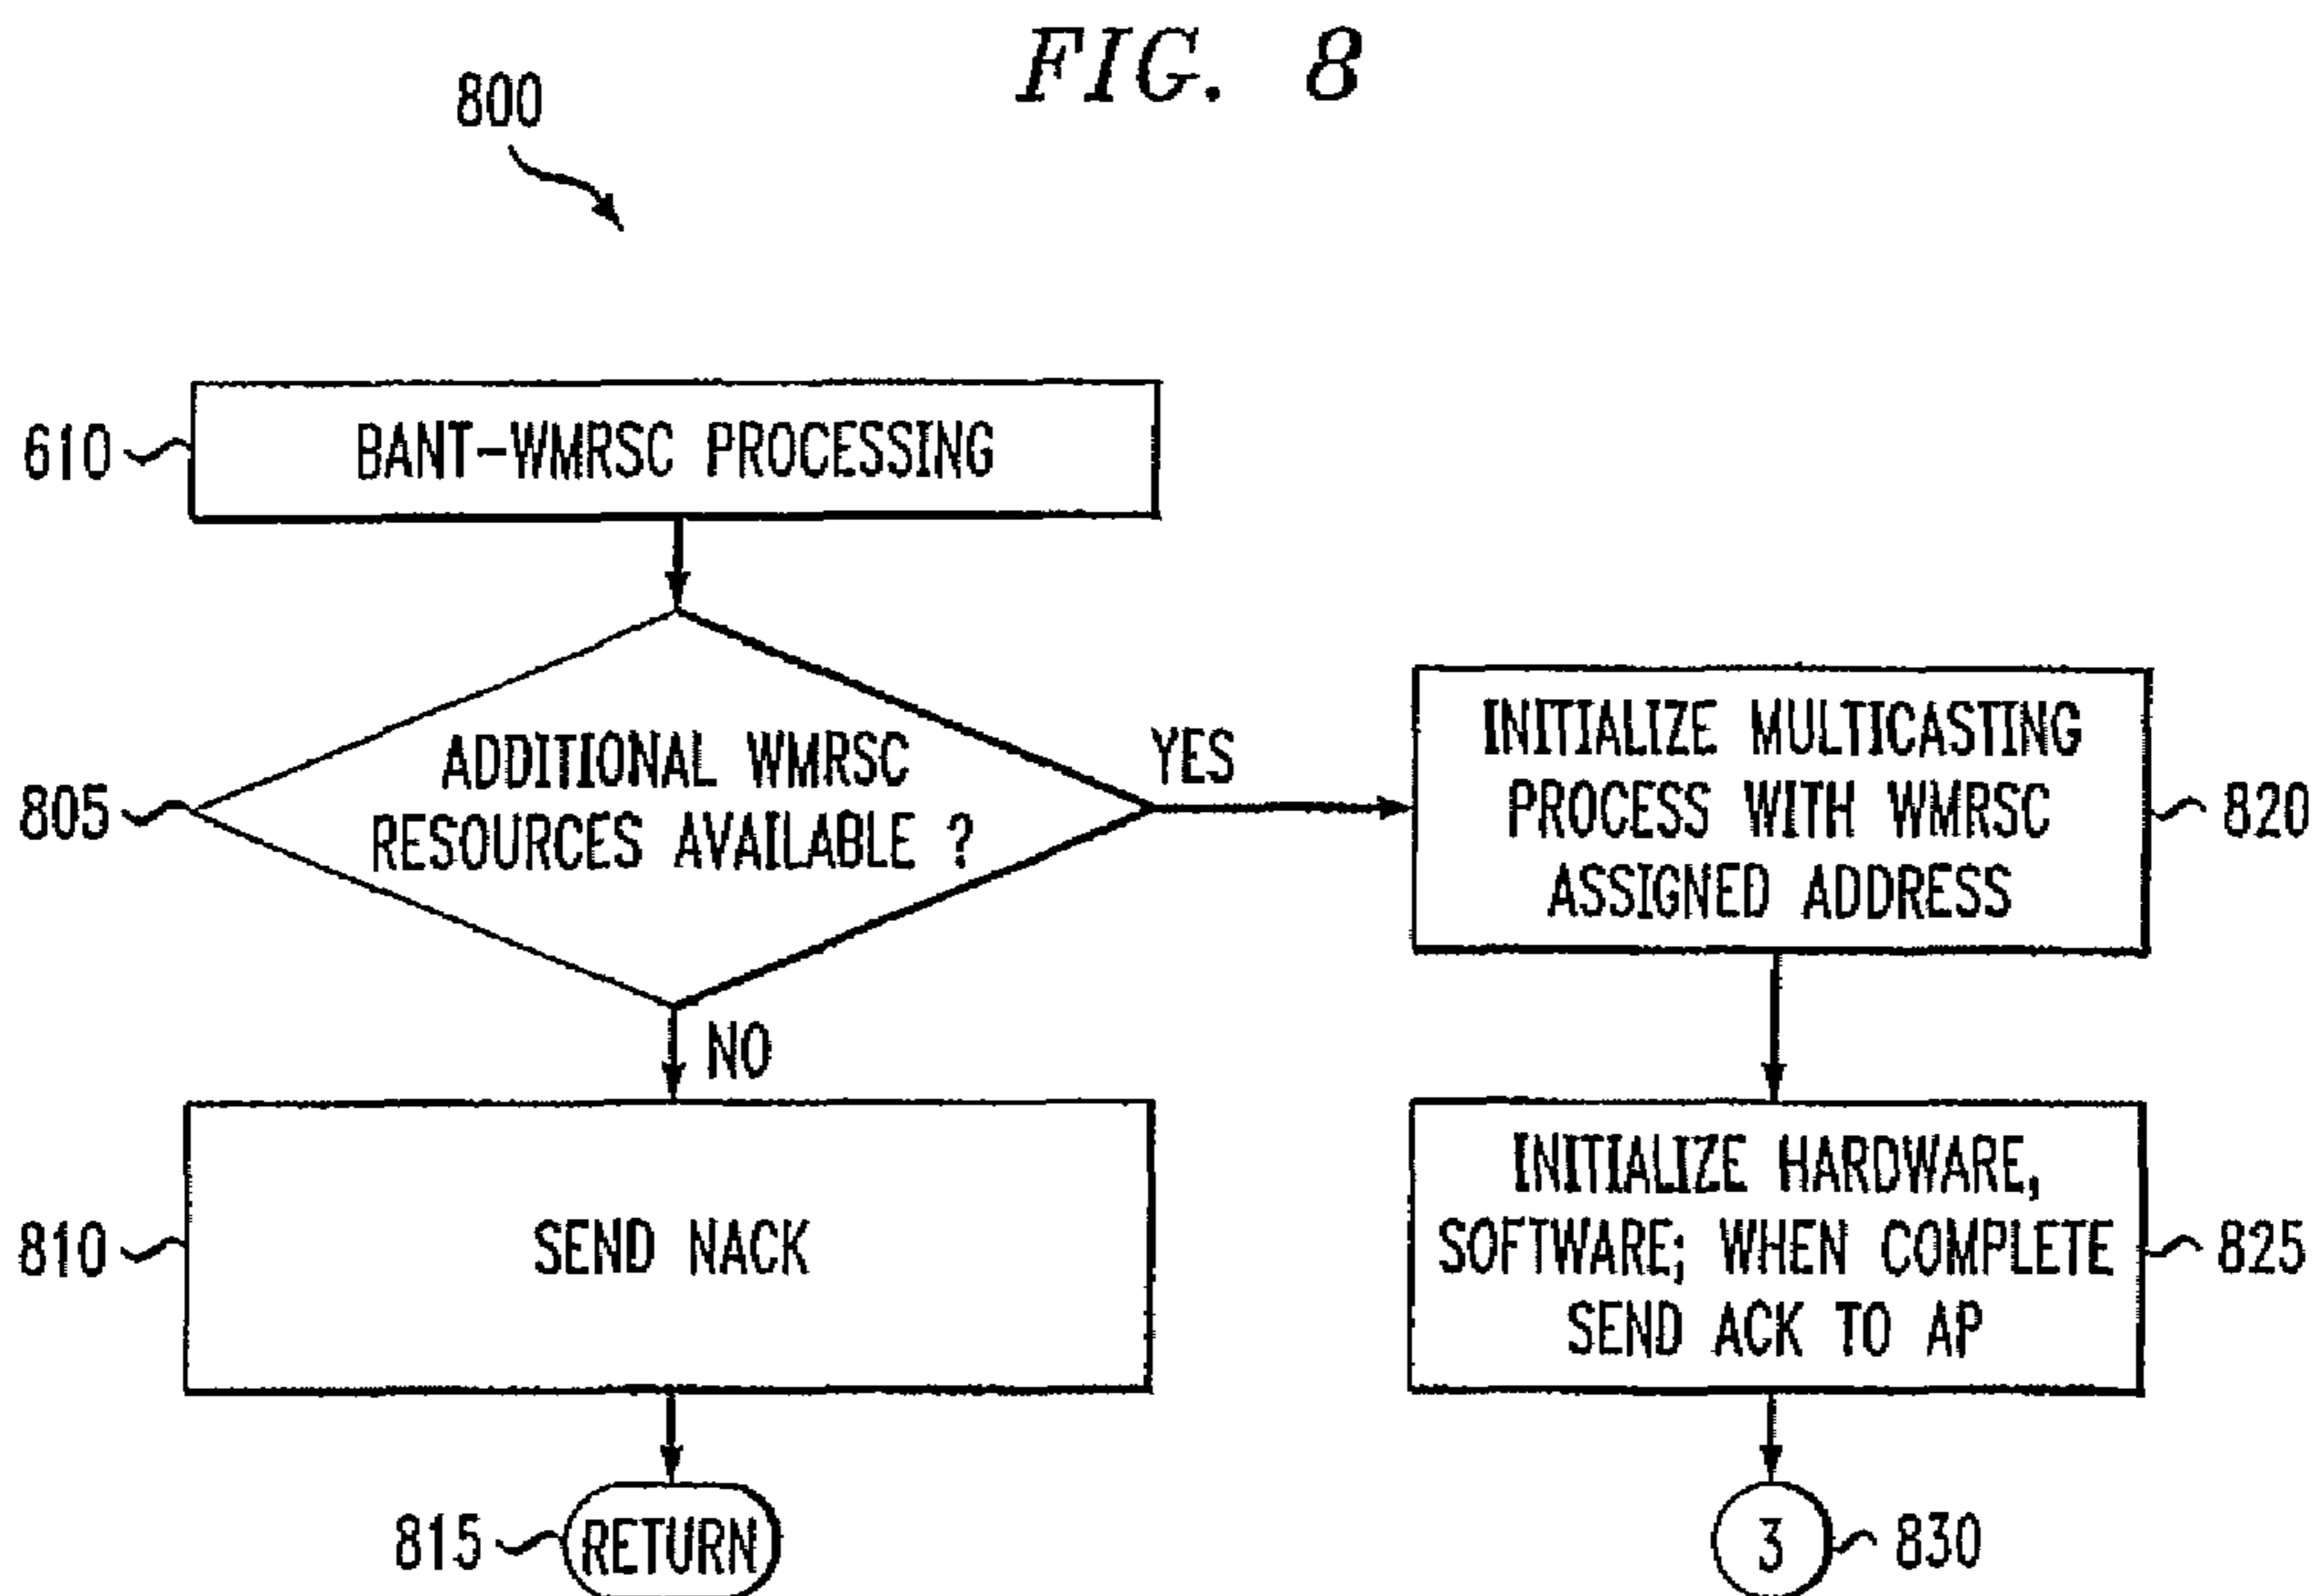 FIG. 8
800
610
BANT-WMRSC PROCESSING
805
ADDITIONAL WMRSC
RESOURCES AVAILABLE ?
YES
NO
INITIALIZE MULTICASTING
PROCESS WITH WMRSC
ASSIGNED ADDRESS
820
810
SEND NACK
INITIALIZE HARDWARE,
SOFTWARE; WHEN COMPLETE
SEND ACK TO AP
825
815
RETURN
3
830